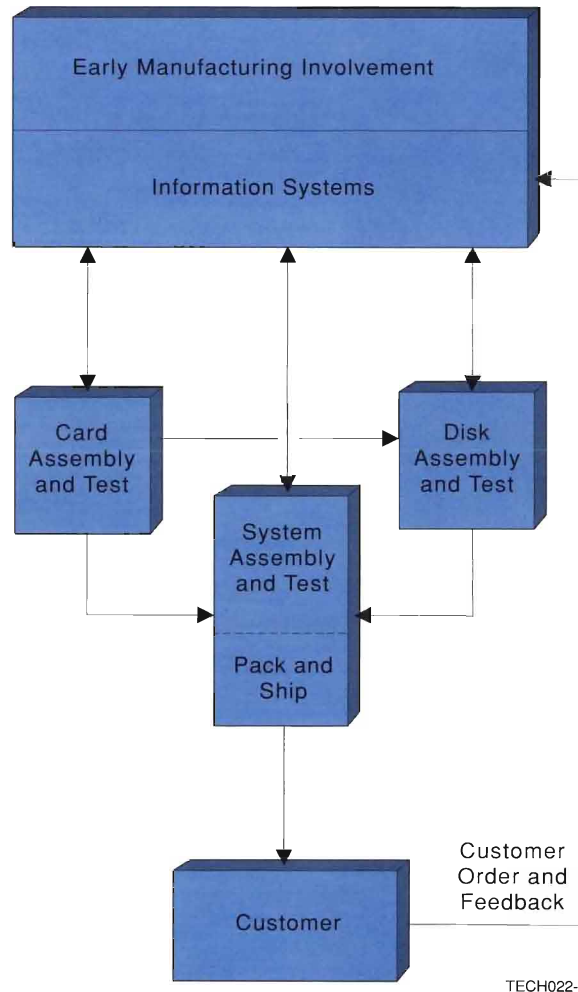 Early Manufacturing Involvement
Information Systems
Card
Assembly
and Test
Disk
Assembly
and Test
System
Assembly
and Test
Pack and
Ship
Customer
Order and
Feedback
Customer
TECH022-